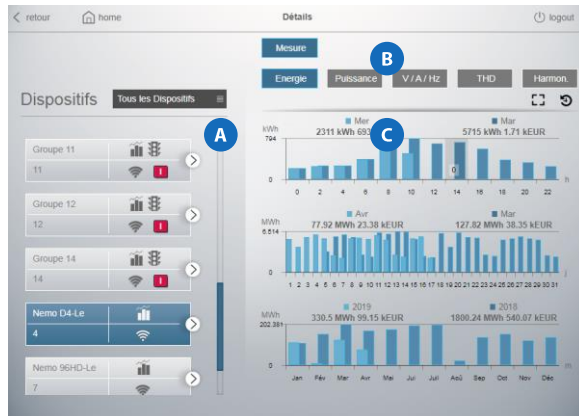 retour home Détails logout
Mesure
B
Energie Puissance V / A / Hz THD Harmon.
Dispositifs Tous les Dispositifs
A
C
Groupe 11
11 I
Groupe 12
12 I
Groupe 14
14 I
Nemo D4-Le
4
Nemo 96HD-Le
7
Mer Mar
kWh 2311 kWh 693 5715 kWh 1.71 kEUR
794
0
0
0 2 4 6 8 10 12 14 16 18 20 22 h
Avr Mar
MWh 77.92 MWh 23.38 kEUR 127.82 MWh 38.35 kEUR
6.514
0
1 2 3 4 5 6 7 8 9 10 11 12 13 14 15 16 17 18 19 20 21 22 23 24 25 26 27 28 29 30 31 j
2019 2018
MWh 330.5 MWh 99.15 kEUR 1800.24 MWh 540.07 kEUR
202.381
0
Jan Fév Mar Avr Mai Jui Juil Aoû Sep Oct Nov Déc m